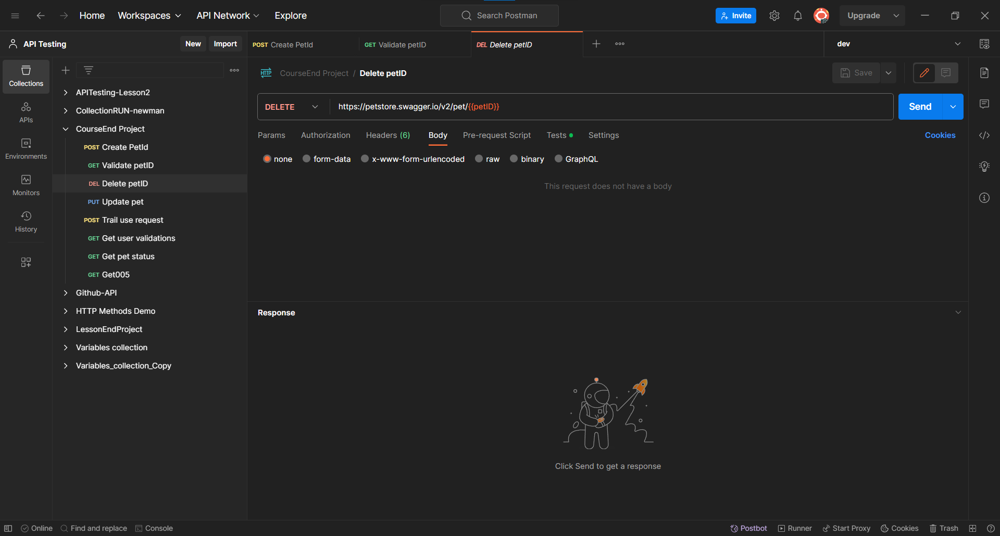 Home
Workspaces
API Network
Explore
Search Postman
Invite
Upgrade
API Testing
New
Import
POST Create PetId
GET Validate petID
DEL Delete petID
dev
Collections
APIs
Environments
Monitors
History
APITesting-Lesson2
CollectionRUN-newman
CourseEnd Project
POST Create PetId
GET Validate petID
DEL Delete petID
PUT Update pet
POST Trail use request
GET Get user validations
GET Get pet status
GET Get005
Github-API
HTTP Methods Demo
LessonEndProject
Variables collection
Variables_collection_Copy
HTTP CourseEnd Project / Delete petID
Save
DELETE
https://petstore.swagger.io/v2/pet/{{petID}}
Send
Params
Authorization
Headers (6)
Body
Pre-request Script
Tests
Settings
Cookies
none
form-data
x-www-form-urlencoded
raw
binary
GraphQL
This request does not have a body
Response
Click Send to get a response
Online
Find and replace
Console
Postbot
Runner
Start Proxy
Cookies
Trash